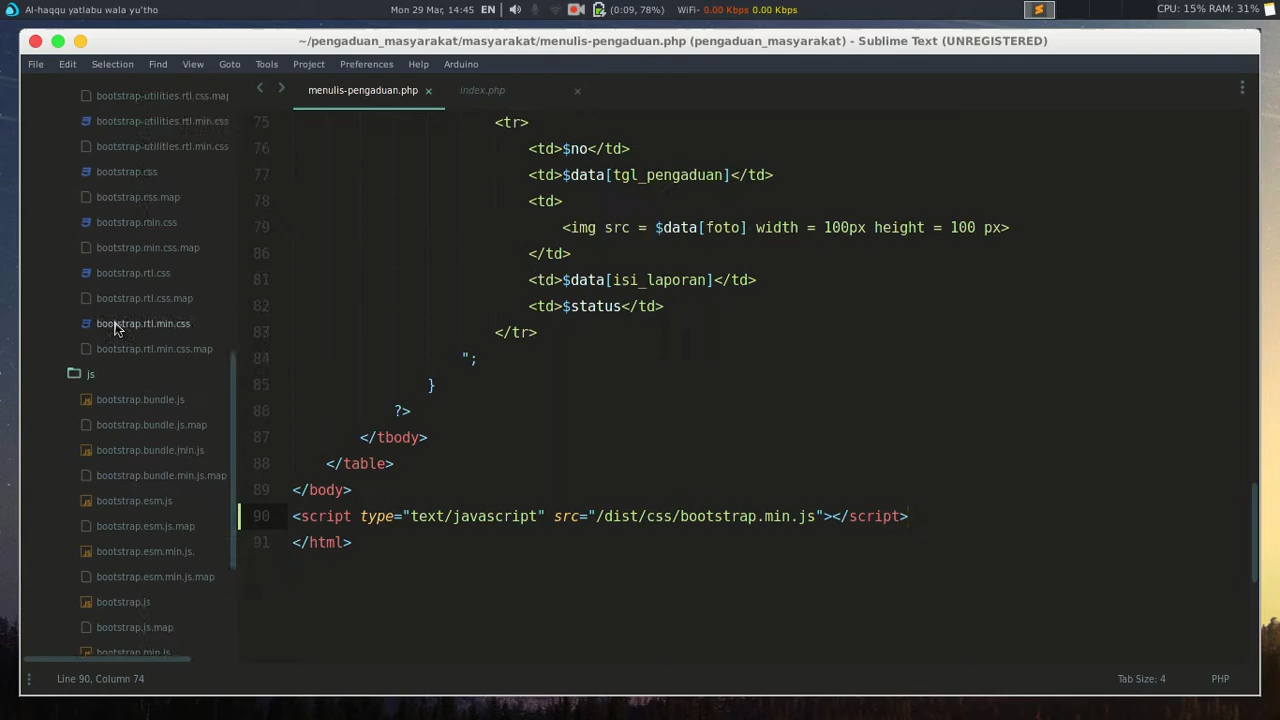 Al-haqqu yatlabu wala yu'tho
Mon 29 Mar, 14:45 EN (0:09, 78%) WiFi- 0.00 Kbps 0.00 Kbps CPU: 15% RAM: 31%
~/pengaduan_masyarakat/masyarakat/menulis-pengaduan.php (pengaduan_masyarakat) - Sublime Text (UNREGISTERED)
File Edit Selection Find View Goto Tools Project Preferences Help Arduino
bootstrap-utilities.rtl.css.map
bootstrap-utilities.rtl.min.css
bootstrap-utilities.rtl.min.css
bootstrap.css
bootstrap.css.map
bootstrap.min.css
bootstrap.min.css.map
bootstrap.rtl.css
bootstrap.rtl.css.map
bootstrap.rtl.min.css
bootstrap.rtl.min.css.map
js
bootstrap.bundle.js
bootstrap.bundle.js.map
bootstrap.bundle.min.js
bootstrap.bundle.min.js.map
bootstrap.esm.js
bootstrap.esm.js.map
bootstrap.esm.min.js.
bootstrap.esm.min.js.map
bootstrap.js
bootstrap.js.map
bootstrap.min.js
menulis-pengaduan.php × index.php ×
75 <tr>
76 <td>$no</td>
77 <td>$data[tgl_pengaduan]</td>
78 <td>
79 <img src = $data[foto] width = 100px height = 100 px>
86 </td>
81 <td>$data[isi_laporan]</td>
82 <td>$status</td>
83 </tr>
84 ";
85 }
88 ?>
87 </tbody>
88 </table>
89 </body>
90 <script type="text/javascript" src="/dist/css/bootstrap.min.js"></script>
91 </html>
Line 90, Column 74 Tab Size: 4 PHP